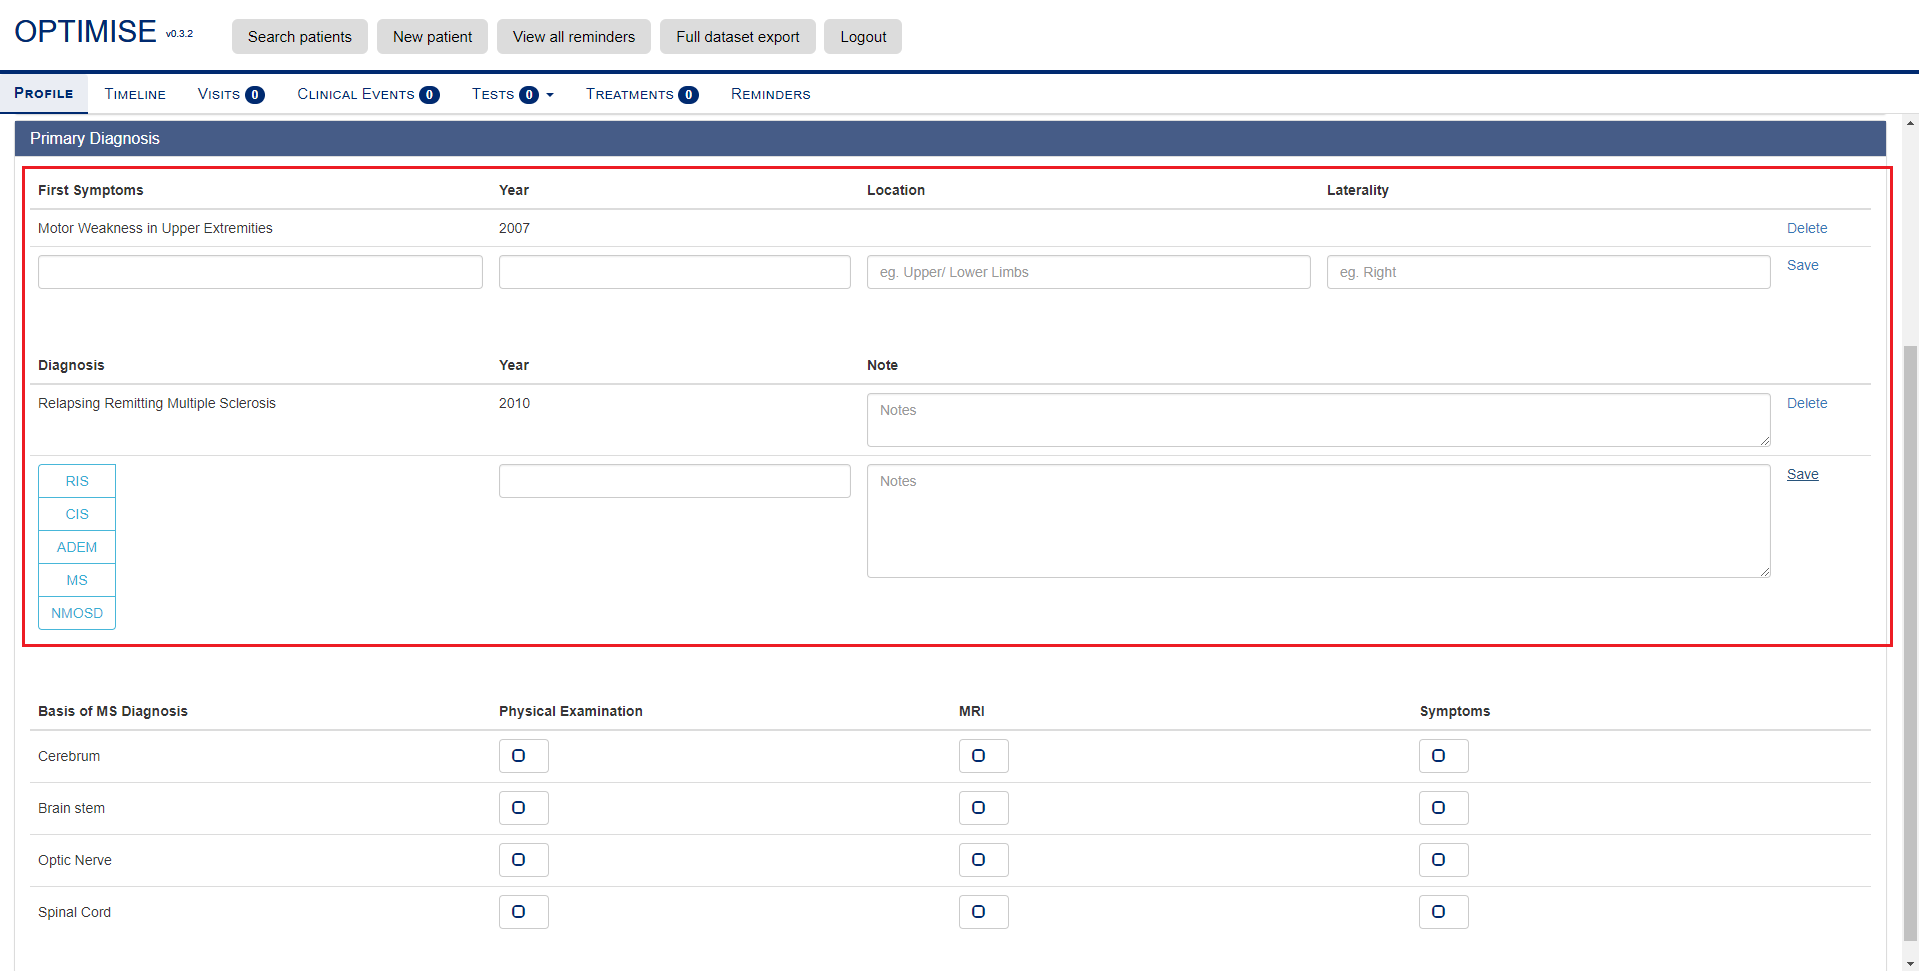 OPTIMISE v0.3.2 Search patients New patient View all reminders Full dataset export Logout
PROFILE TIMELINE VISITS 0 CLINICAL EVENTS 0 TESTS 0 TREATMENTS 0 REMINDERS
Primary Diagnosis
First Symptoms Year Location Laterality
Motor Weakness in Upper Extremities 2007 Delete
eg. Upper/ Lower Limbs eg. Right Save
Diagnosis Year Note
Relapsing Remitting Multiple Sclerosis 2010 Notes Delete
RIS Notes Save
CIS
ADEM
MS
NMOSD
Basis of MS Diagnosis Physical Examination MRI Symptoms
Cerebrum
Brain stem
Optic Nerve
Spinal Cord